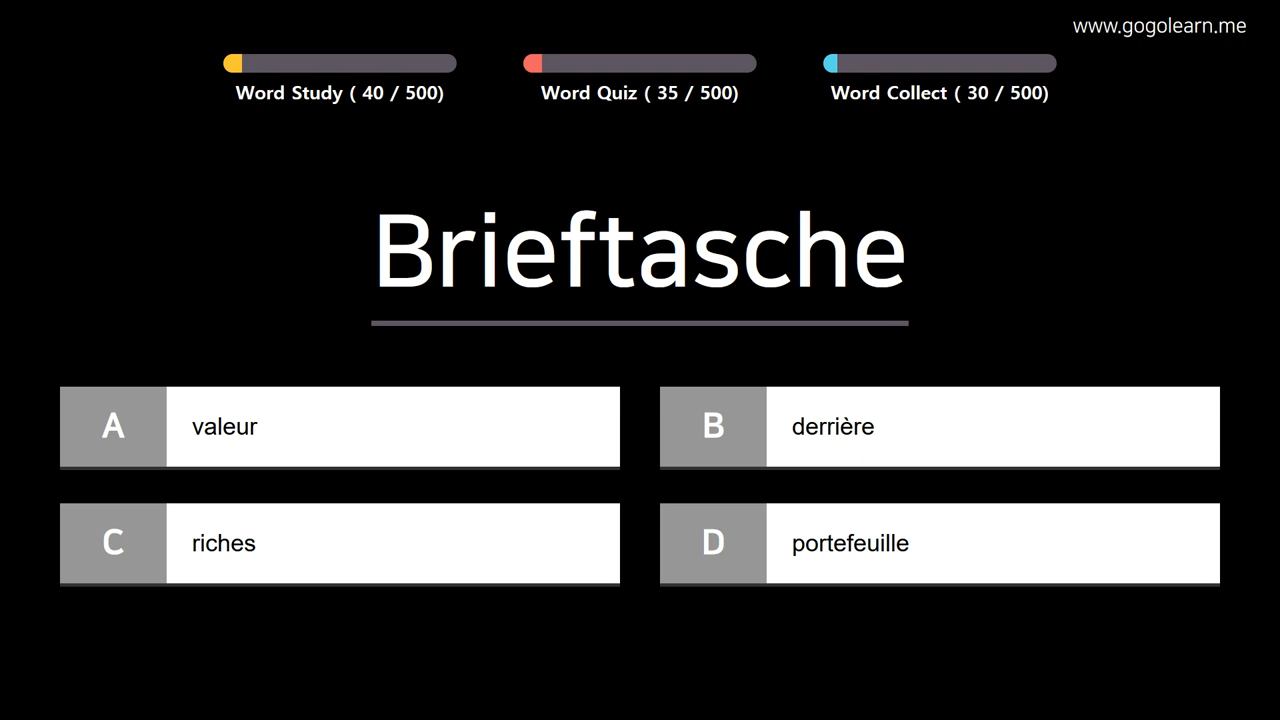 www.gogolearn.me
Word Study ( 40 / 500)
Word Quiz ( 35 / 500)
Word Collect ( 30 / 500)
Brieftasche
A valeur
B derrière
C riches
D portefeuille